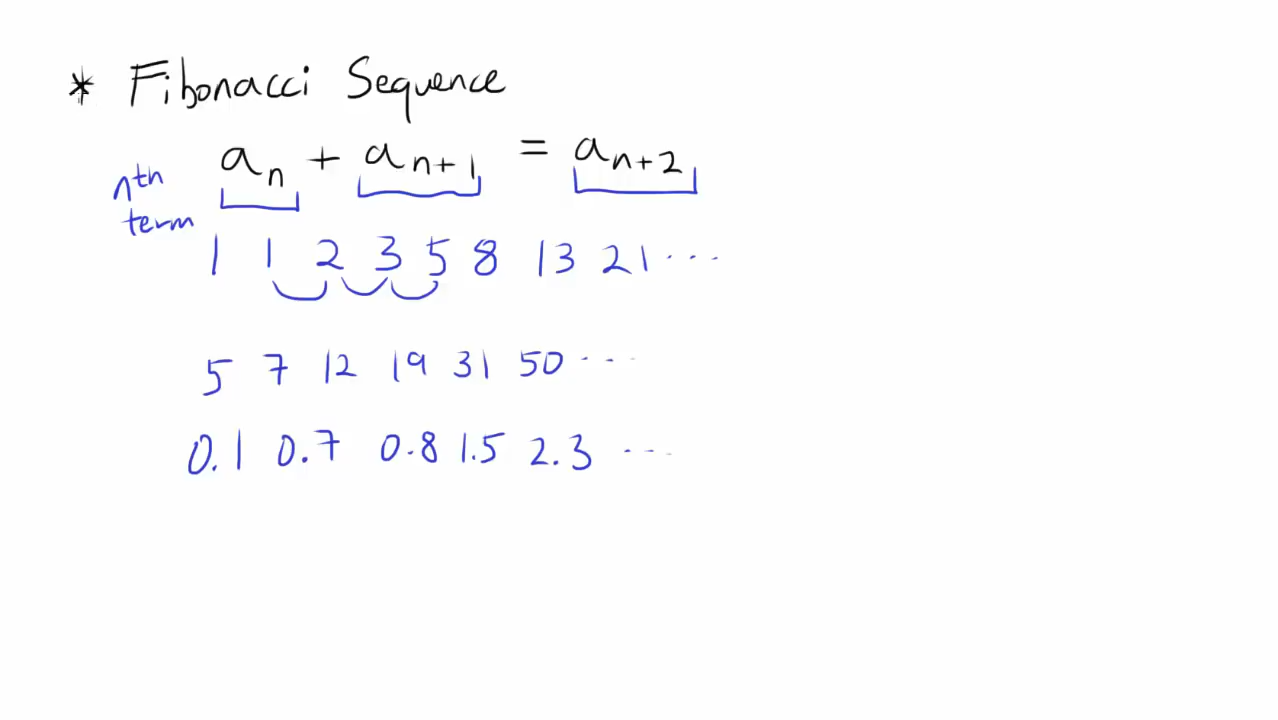 * Fibonacci Sequence
aₙ + aₙ₊₁ = aₙ₊₂
nth
term
1 1 2 3 5 8 13 21 ...
5 7 12 19 31 50 ...
0.1 0.7 0.8 1.5 2.3 ...